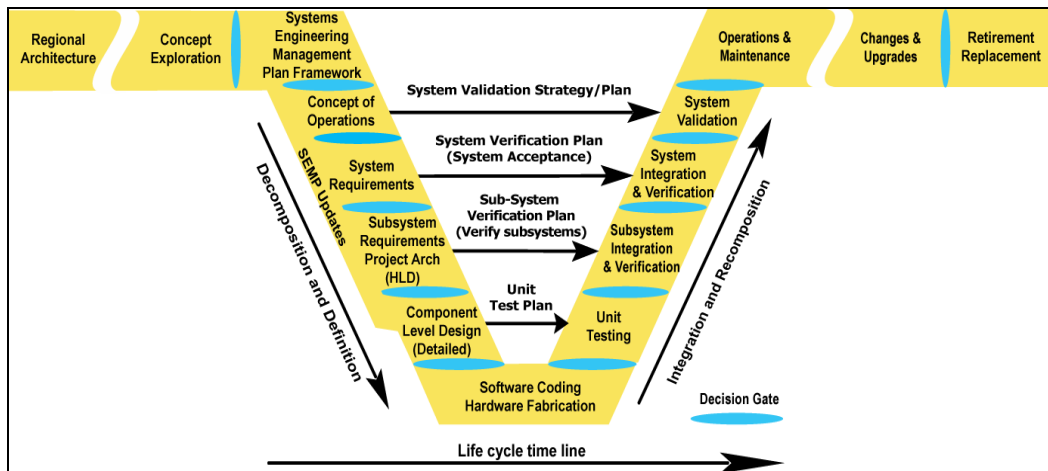 Regional
Architecture
Concept
Exploration
Systems
Engineering
Management
Plan Framework
Operations &
Maintenance
Changes &
Upgrades
Retirement
Replacement
Concept of
Operations
System Validation Strategy/Plan
System
Validation
System
Requirements
System Verification Plan
(System Acceptance)
System
Integration
& Verification
Subsystem
Requirements
Project Arch
(HLD)
Sub-System
Verification Plan
(Verify subsystems)
Subsystem
Integration
& Verification
Component
Level Design
(Detailed)
Unit
Test Plan
Unit
Testing
Software Coding
Hardware Fabrication
SEMP Updates
Decomposition and Definition
Integration and Recomposition
Decision Gate
Life cycle time line